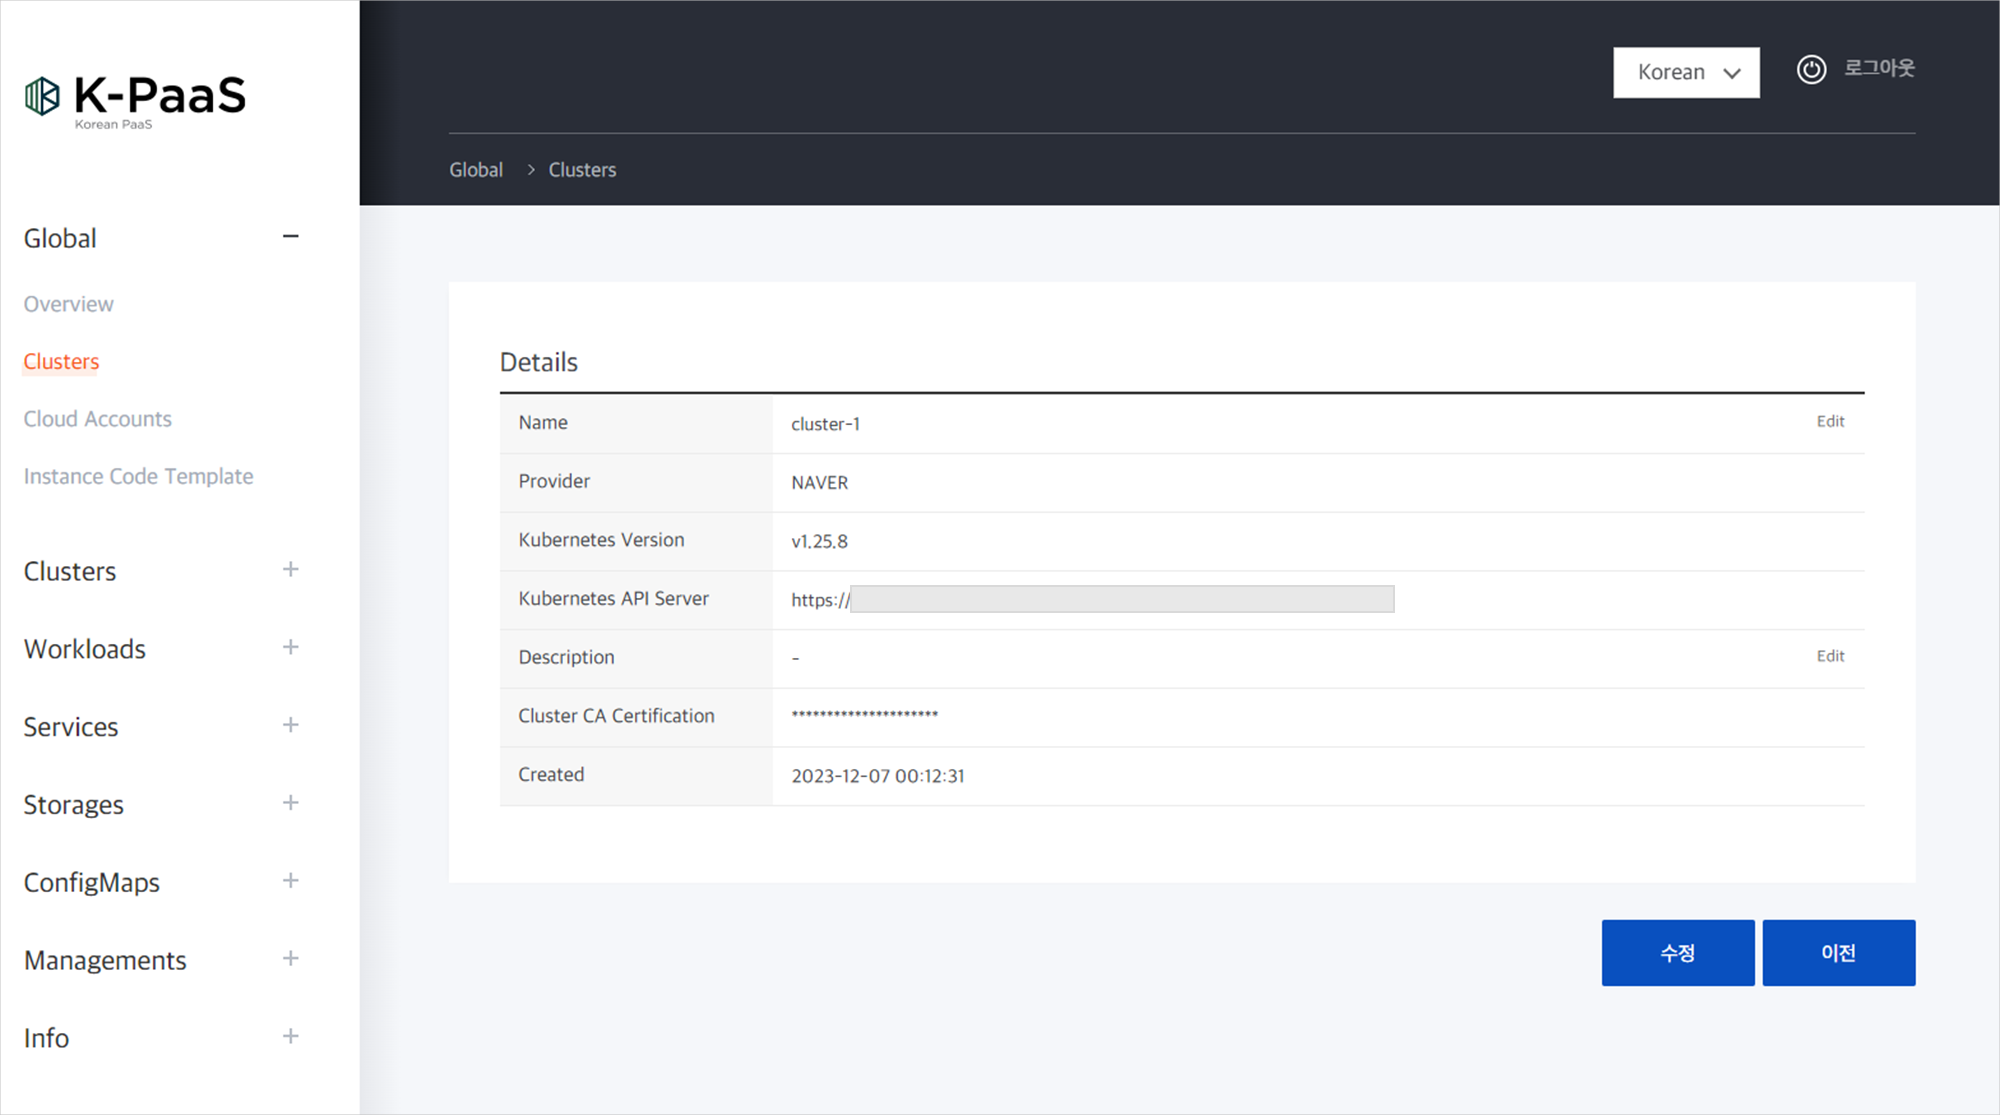 K-PaaS
Korean PaaS
Korean
로그아웃
Global > Clusters
Global
Overview
Clusters
Cloud Accounts
Instance Code Template
Clusters
Workloads
Services
Storages
ConfigMaps
Managements
Info
Details
Name cluster-1 Edit
Provider NAVER
Kubernetes Version v1.25.8
Kubernetes API Server https://
Description - Edit
Cluster CA Certification *********************
Created 2023-12-07 00:12:31
수정
이전